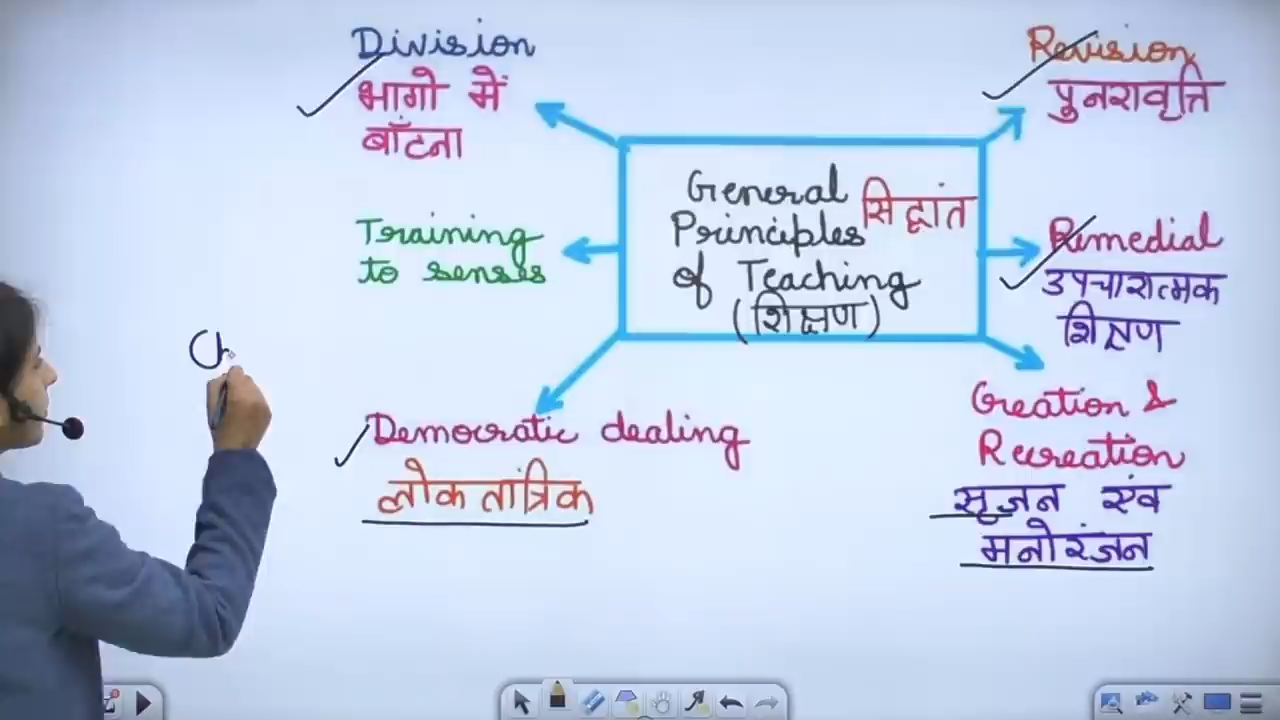 Division
भागो में
बाँटना
Training
to senses
Democratic dealing
लोकतांत्रिक
General
Principles सिद्धांत
of Teaching
(शिक्षण)
Revision
पुनरावृत्ति
Remedial
उपचारात्मक
शिक्षण
Creation &
Recreation
सृजन एंव
मनोरंजन
Ch